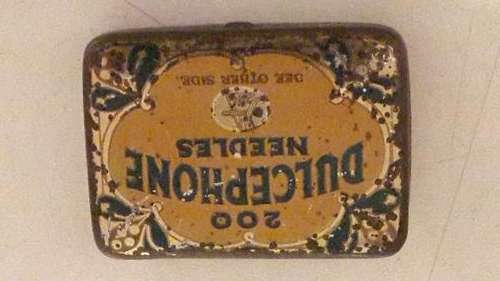 200
DULCEPHONE
NEEDLES
SEE OTHER SIDE.